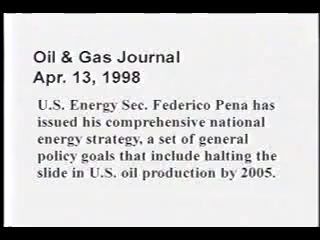 Oil & Gas Journal
Apr. 13, 1998
U.S. Energy Sec. Federico Pena has
issued his comprehensive national
energy strategy, a set of general
policy goals that include halting the
slide in U.S. oil production by 2005.